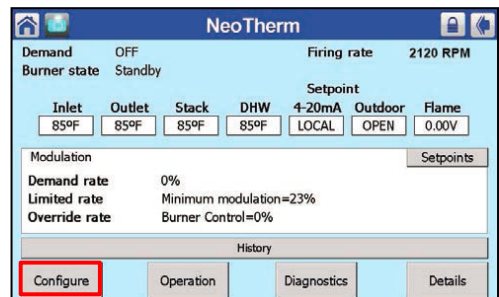 NeoTherm
Demand OFF Firing rate 2120 RPM
Burner state Standby
Setpoint
Inlet Outlet Stack DHW 4-20mA Outdoor Flame
85ºF 85ºF 85ºF 85ºF LOCAL OPEN 0.00V
Modulation Setpoints
Demand rate 0%
Limited rate Minimum modulation=23%
Override rate Burner Control=0%
History
Configure Operation Diagnostics Details